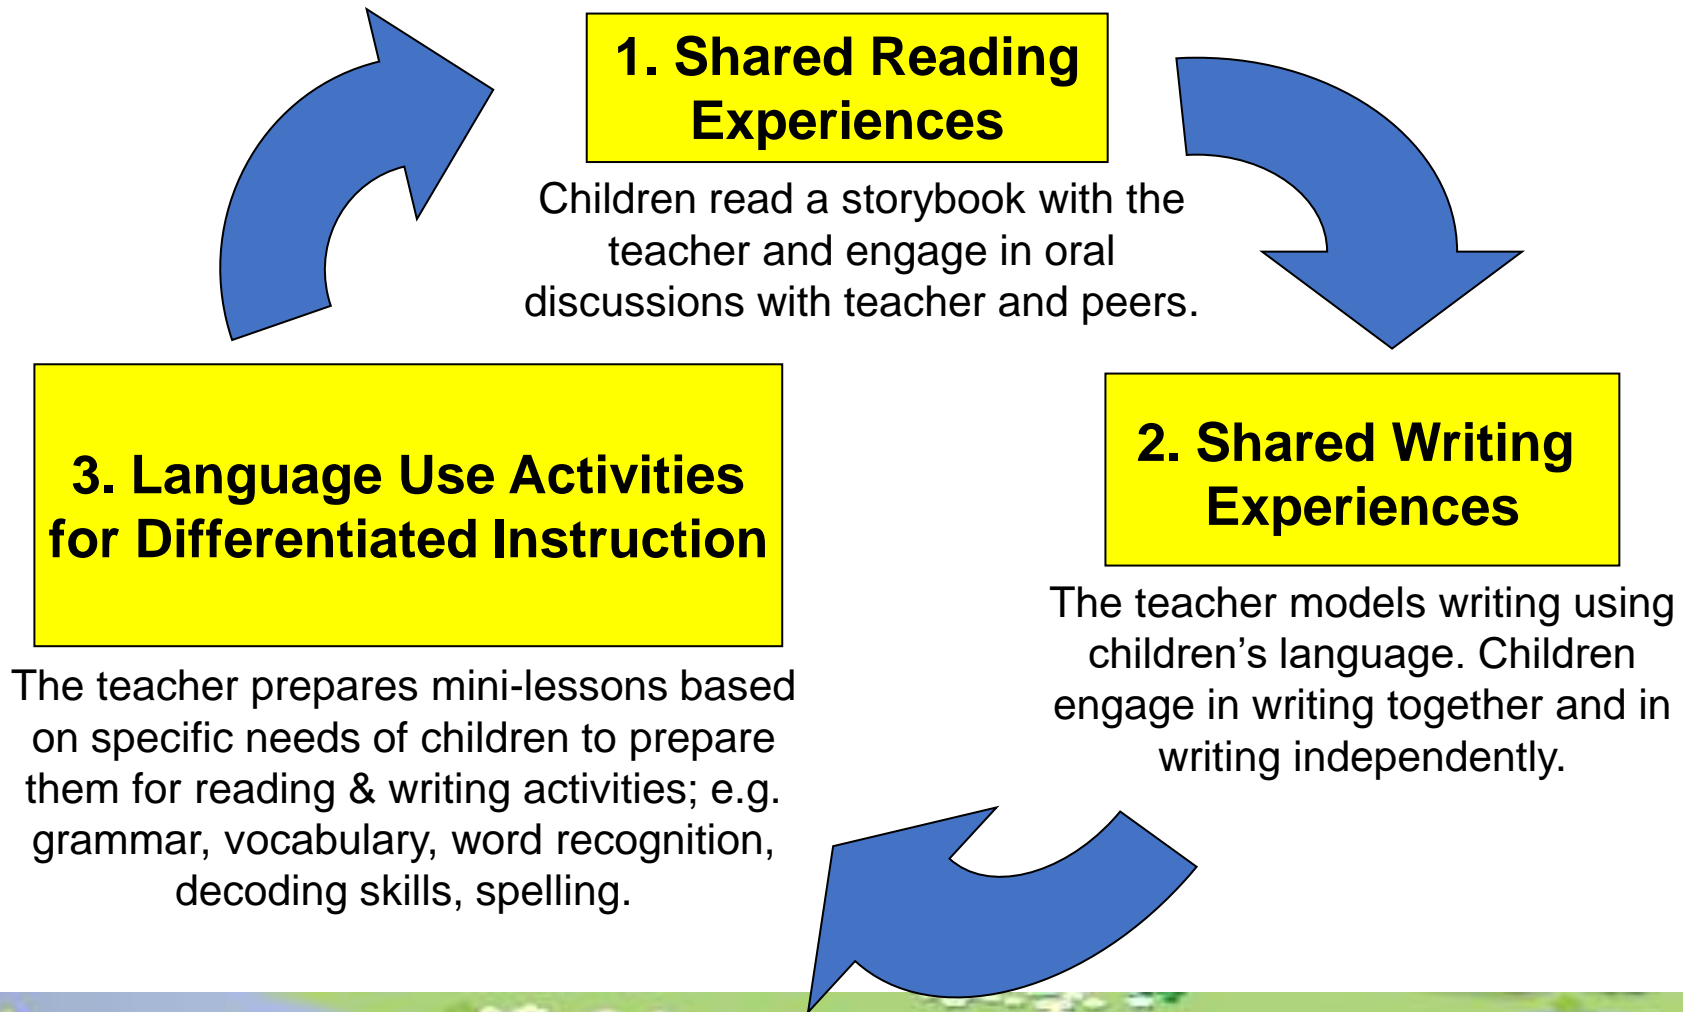 1. Shared Reading
Experiences
Children read a storybook with the
teacher and engage in oral
discussions with teacher and peers.
2. Shared Writing
Experiences
The teacher models writing using
children’s language. Children
engage in writing together and in
writing independently.
3. Language Use Activities
for Differentiated Instruction
The teacher prepares mini-lessons based
on specific needs of children to prepare
them for reading & writing activities; e.g.
grammar, vocabulary, word recognition,
decoding skills, spelling.